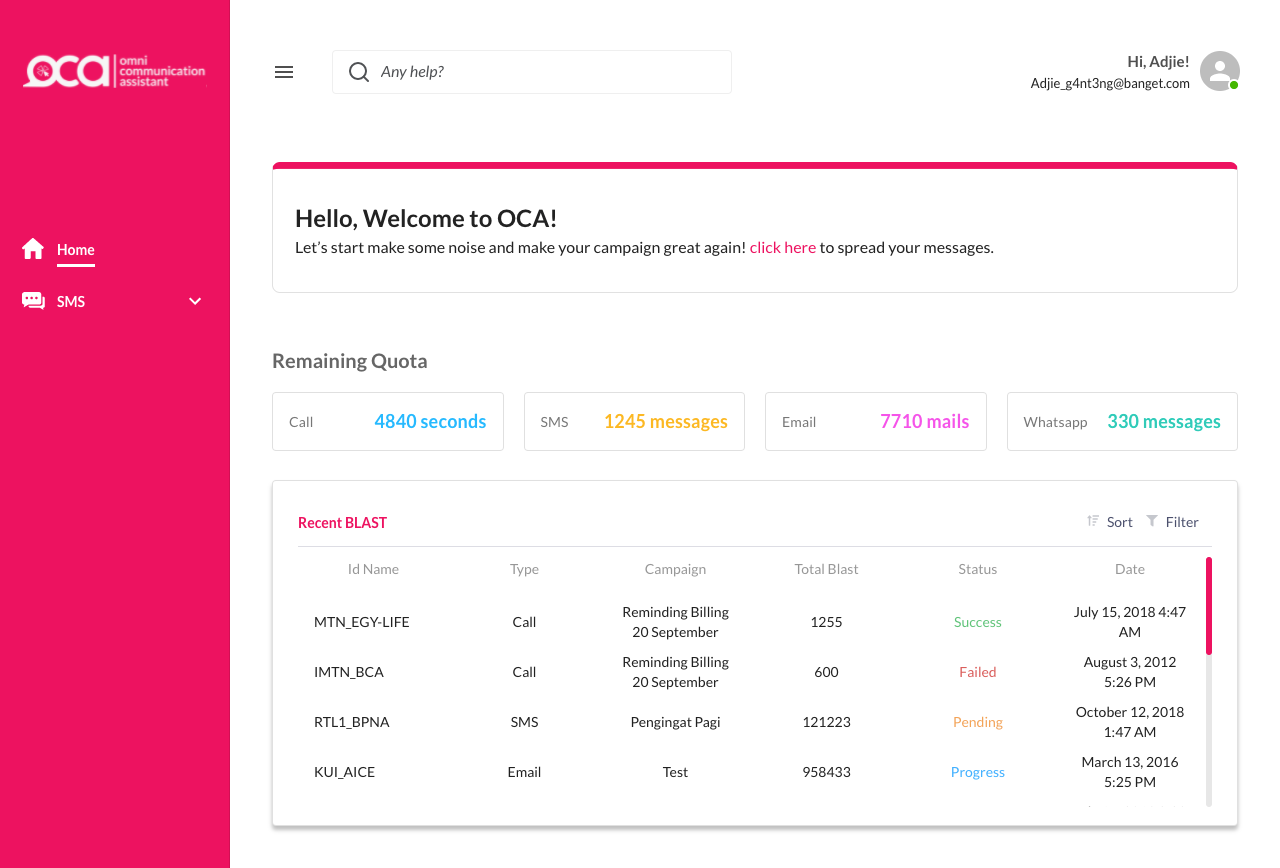 oca
omni
communication
assistant
Any help?
Hi, Adjie!
Adjie_g4nt3ng@banget.com
Home
SMS
Hello, Welcome to OCA!
Let’s start make some noise and make your campaign great again! click here to spread your messages.
Remaining Quota
Call 4840 seconds
SMS 1245 messages
Email 7710 mails
Whatsapp 330 messages
Recent BLAST
Sort Filter
Id Name Type Campaign Total Blast Status Date
MTN_EGY-LIFE Call Reminding Billing 1255 Success July 15, 2018 4:47
20 September AM
IMTN_BCA Call Reminding Billing 600 Failed August 3, 2012
20 September 5:26 PM
RTL1_BPNA SMS Pengingat Pagi 121223 Pending October 12, 2018
1:47 AM
KUI_AICE Email Test 958433 Progress March 13, 2016
5:25 PM